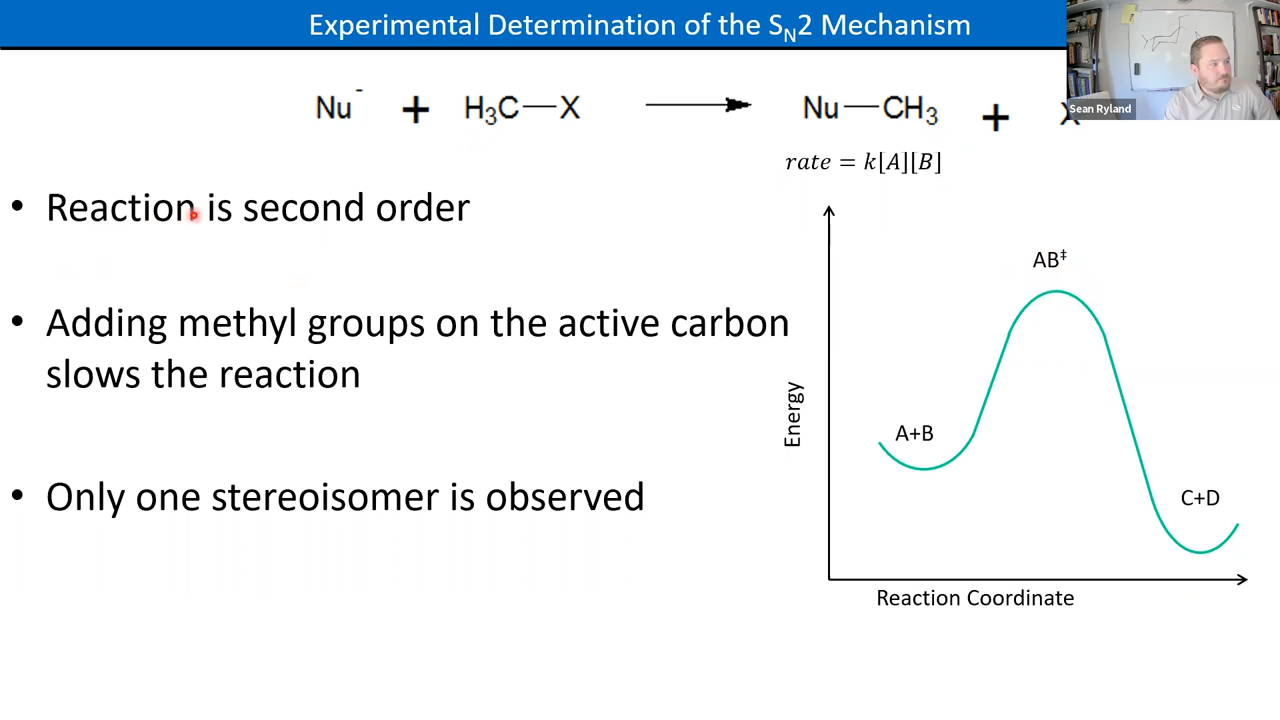 Experimental Determination of the SN2 Mechanism
Sean Ryland
Nu- + H3C—X → Nu—CH3 + X
rate = k[A][B]
• Reaction is second order
• Adding methyl groups on the active carbon
slows the reaction
• Only one stereoisomer is observed
AB‡
A+B
C+D
Energy
Reaction Coordinate